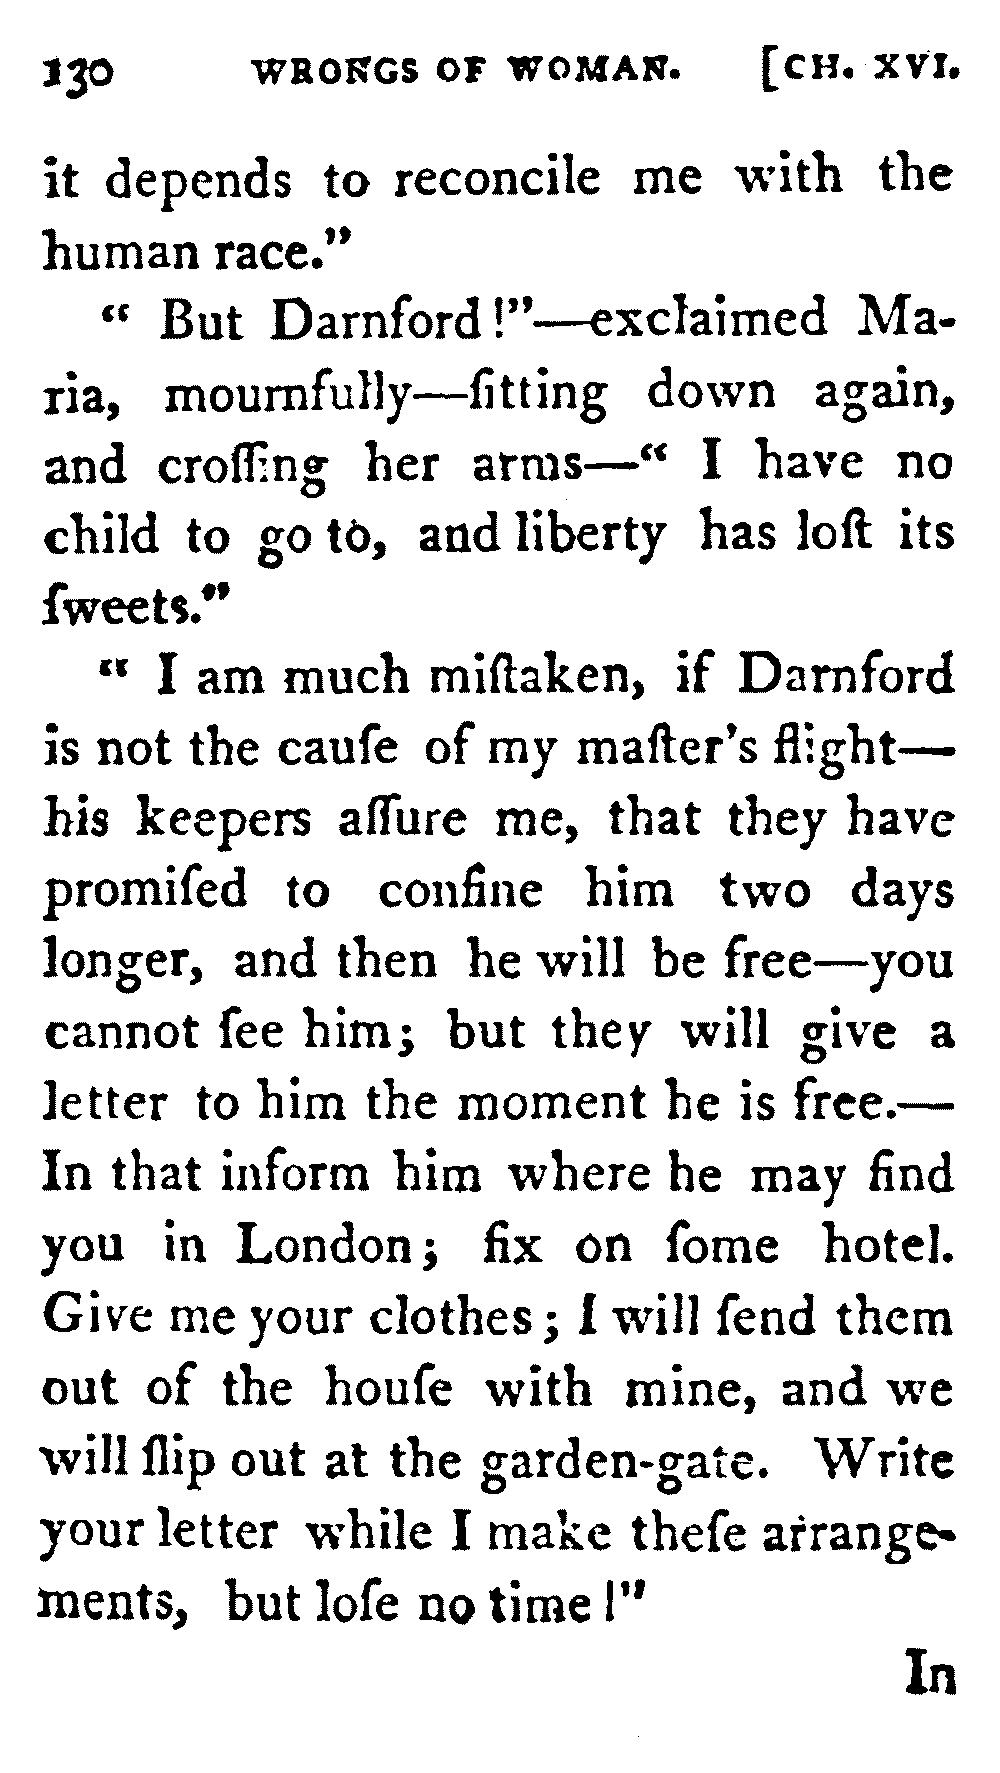 130 WRONGS OF WOMAN. [CH. XVI.
it depends to reconcile me with the
human race.”
“ But Darnford !”—exclaimed Ma-
ria, mournfully—ſitting down again,
and croſſing her arms—“ I have no
child to go to, and liberty has loſt its
ſweets.”
“ I am much miſtaken, if Darnford
is not the cauſe of my maſter's flight—
his keepers aſſure me, that they have
promiſed to confine him two days
longer, and then he will be free—you
cannot ſee him; but they will give a
letter to him the moment he is free.—
In that inform him where he may find
you in London; fix on ſome hotel.
Give me your clothes; I will ſend them
out of the houſe with mine, and we
will ſlip out at the garden-gate. Write
your letter while I make theſe arrange-
ments, but loſe no time !”
In